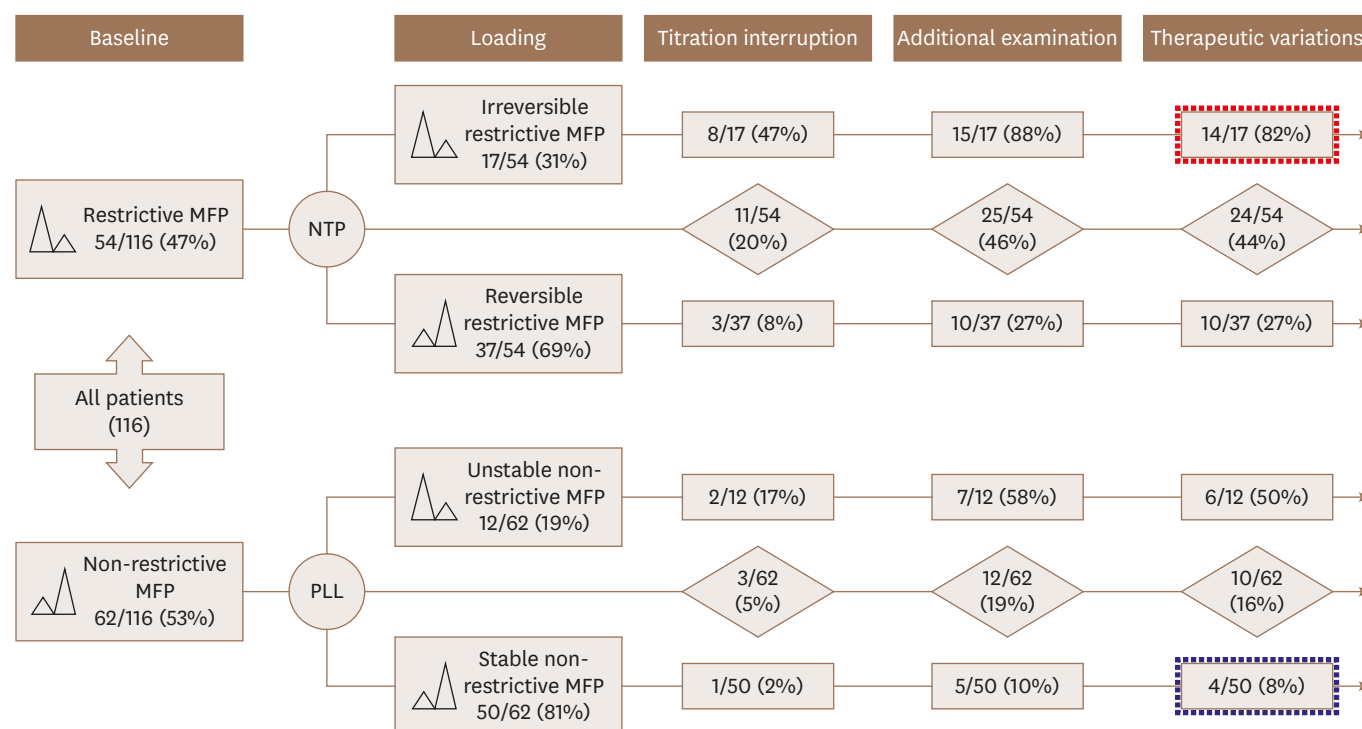 Baseline
Loading
Titration interruption
Additional examination
Therapeutic variations
Irreversible
restrictive MFP
17/54 (31%)
8/17 (47%)
15/17 (88%)
14/17 (82%)
Restrictive MFP
54/116 (47%)
NTP
11/54
(20%)
25/54
(46%)
24/54
(44%)
Reversible
restrictive MFP
37/54 (69%)
3/37 (8%)
10/37 (27%)
10/37 (27%)
All patients
(116)
Unstable non-
restrictive MFP
12/62 (19%)
2/12 (17%)
7/12 (58%)
6/12 (50%)
Non-restrictive
MFP
62/116 (53%)
PLL
3/62
(5%)
12/62
(19%)
10/62
(16%)
Stable non-
restrictive MFP
50/62 (81%)
1/50 (2%)
5/50 (10%)
4/50 (8%)